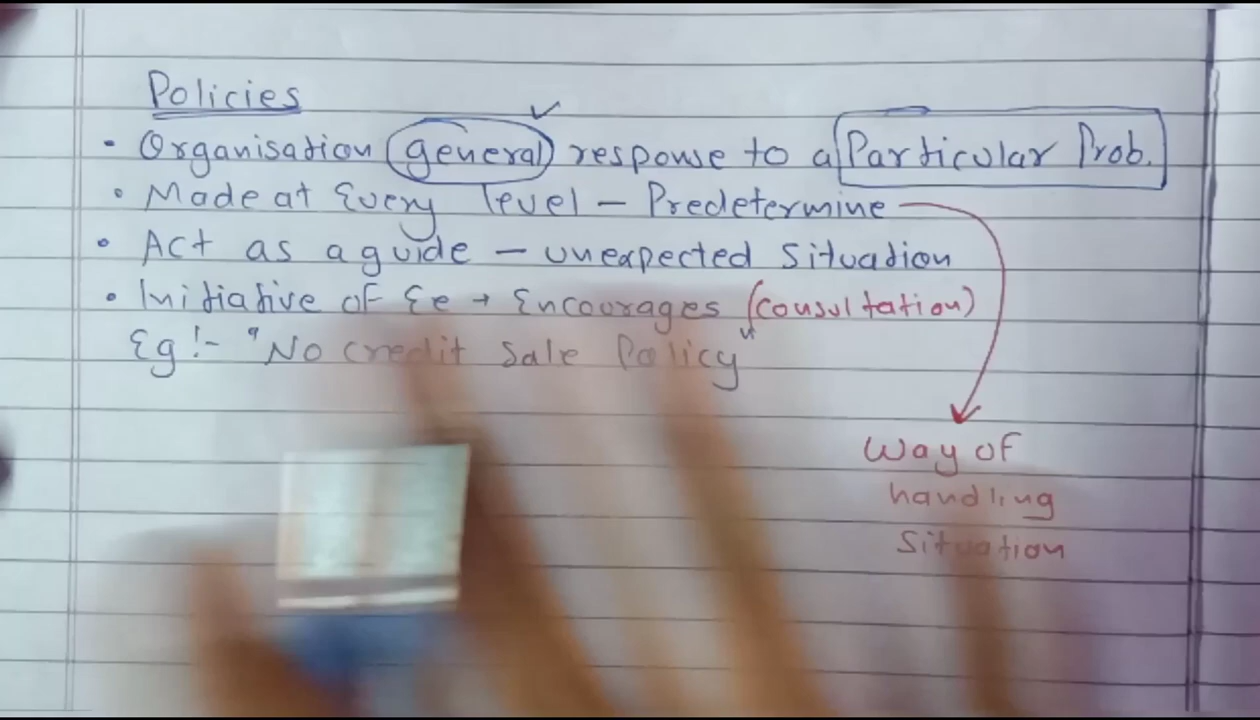 Policies
• Organisation general response to a Particular Prob.
• Made at Every level - Predetermine
• Act as a guide - unexpected Situation
• Initiative of Ee → Encourages (consultation)
Eg:- "No credit Sale Policy"
Way of
handling
Situation